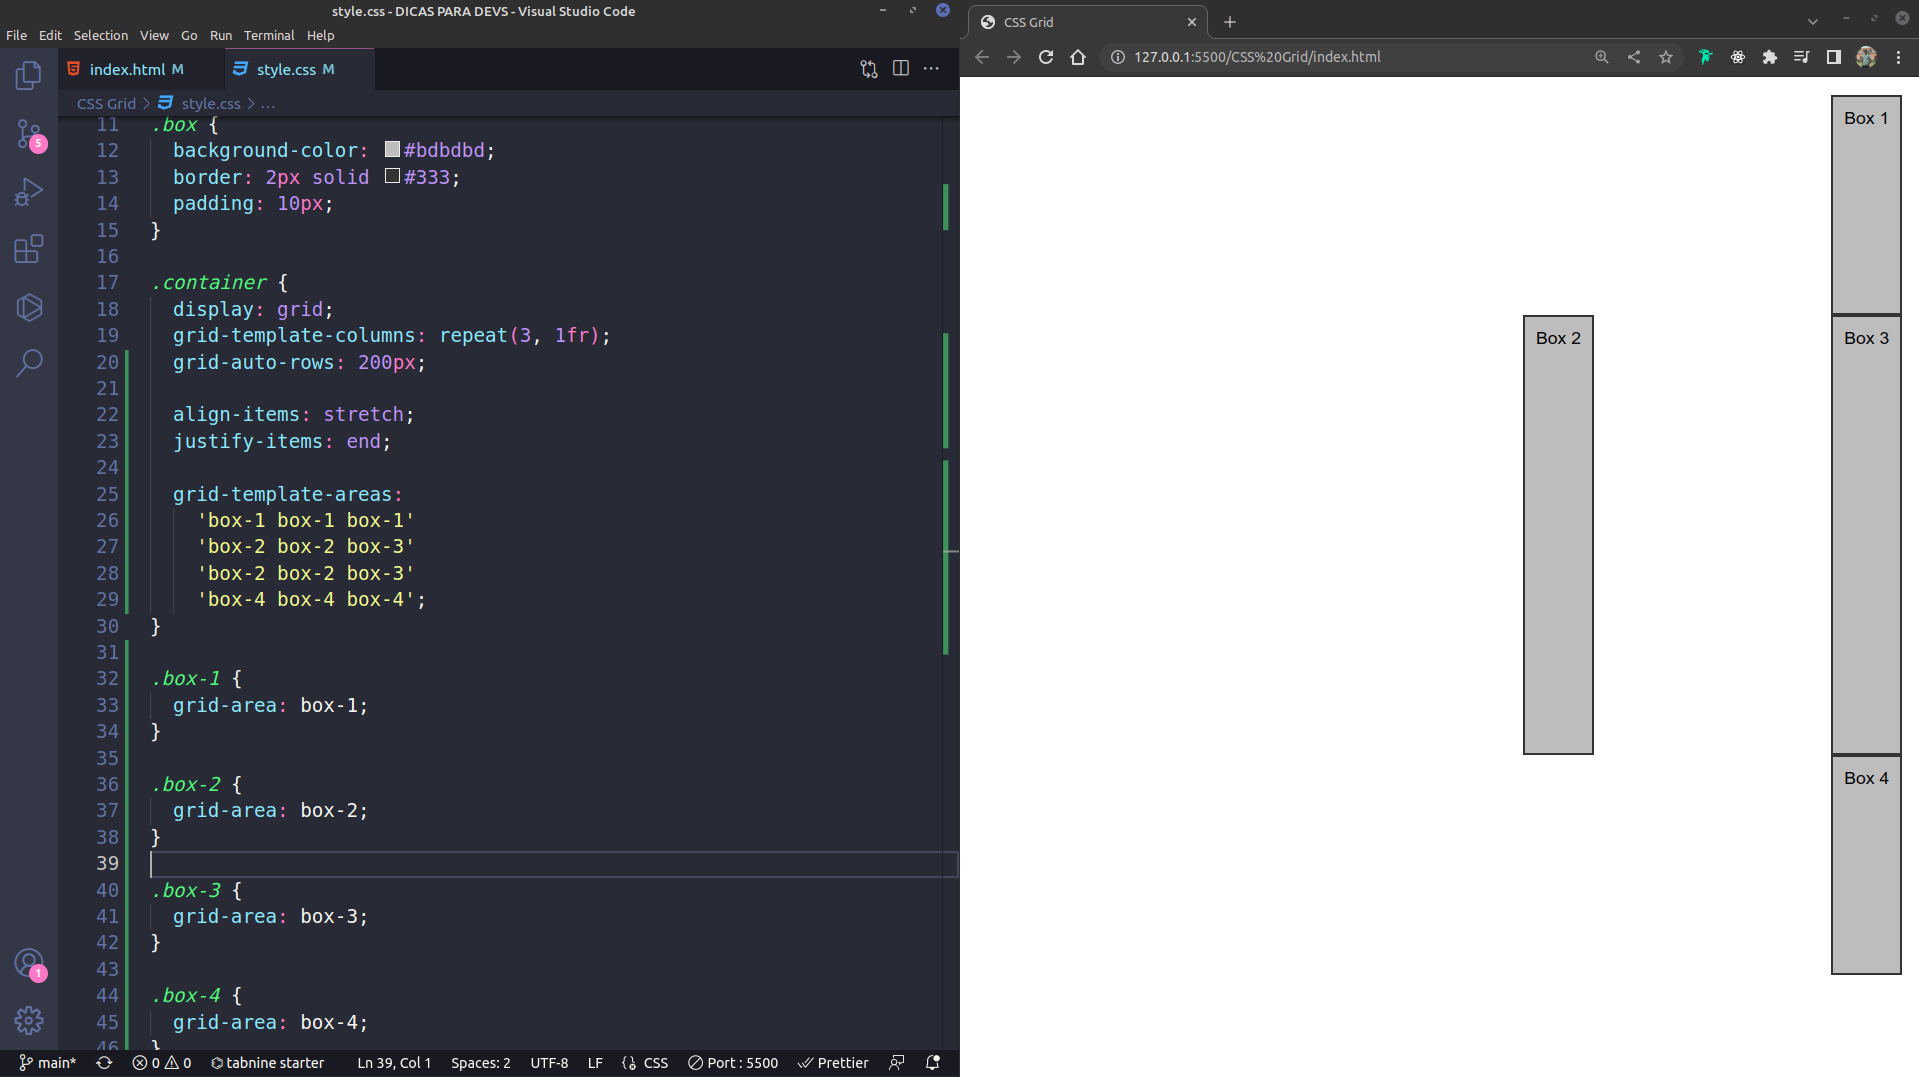 style.css - DICAS PARA DEVS - Visual Studio Code
File Edit Selection View Go Run Terminal Help
index.html M
style.css M
CSS Grid > style.css > ...
11 .box {
12 background-color: #bdbdbd;
13 border: 2px solid #333;
14 padding: 10px;
15 }
16
17 .container {
18 display: grid;
19 grid-template-columns: repeat(3, 1fr);
20 grid-auto-rows: 200px;
21
22 align-items: stretch;
23 justify-items: end;
24
25 grid-template-areas:
26 'box-1 box-1 box-1'
27 'box-2 box-2 box-3'
28 'box-2 box-2 box-3'
29 'box-4 box-4 box-4';
30 }
31
32 .box-1 {
33 grid-area: box-1;
34 }
35
36 .box-2 {
37 grid-area: box-2;
38 }
39
40 .box-3 {
41 grid-area: box-3;
42 }
43
44 .box-4 {
45 grid-area: box-4;
46 }
5
1
main* 0 0 tabnine starter Ln 39, Col 1 Spaces: 2 UTF-8 LF CSS Port : 5500 Prettier
CSS Grid
127.0.0.1:5500/CSS%20Grid/index.html
Box 1
Box 2
Box 3
Box 4